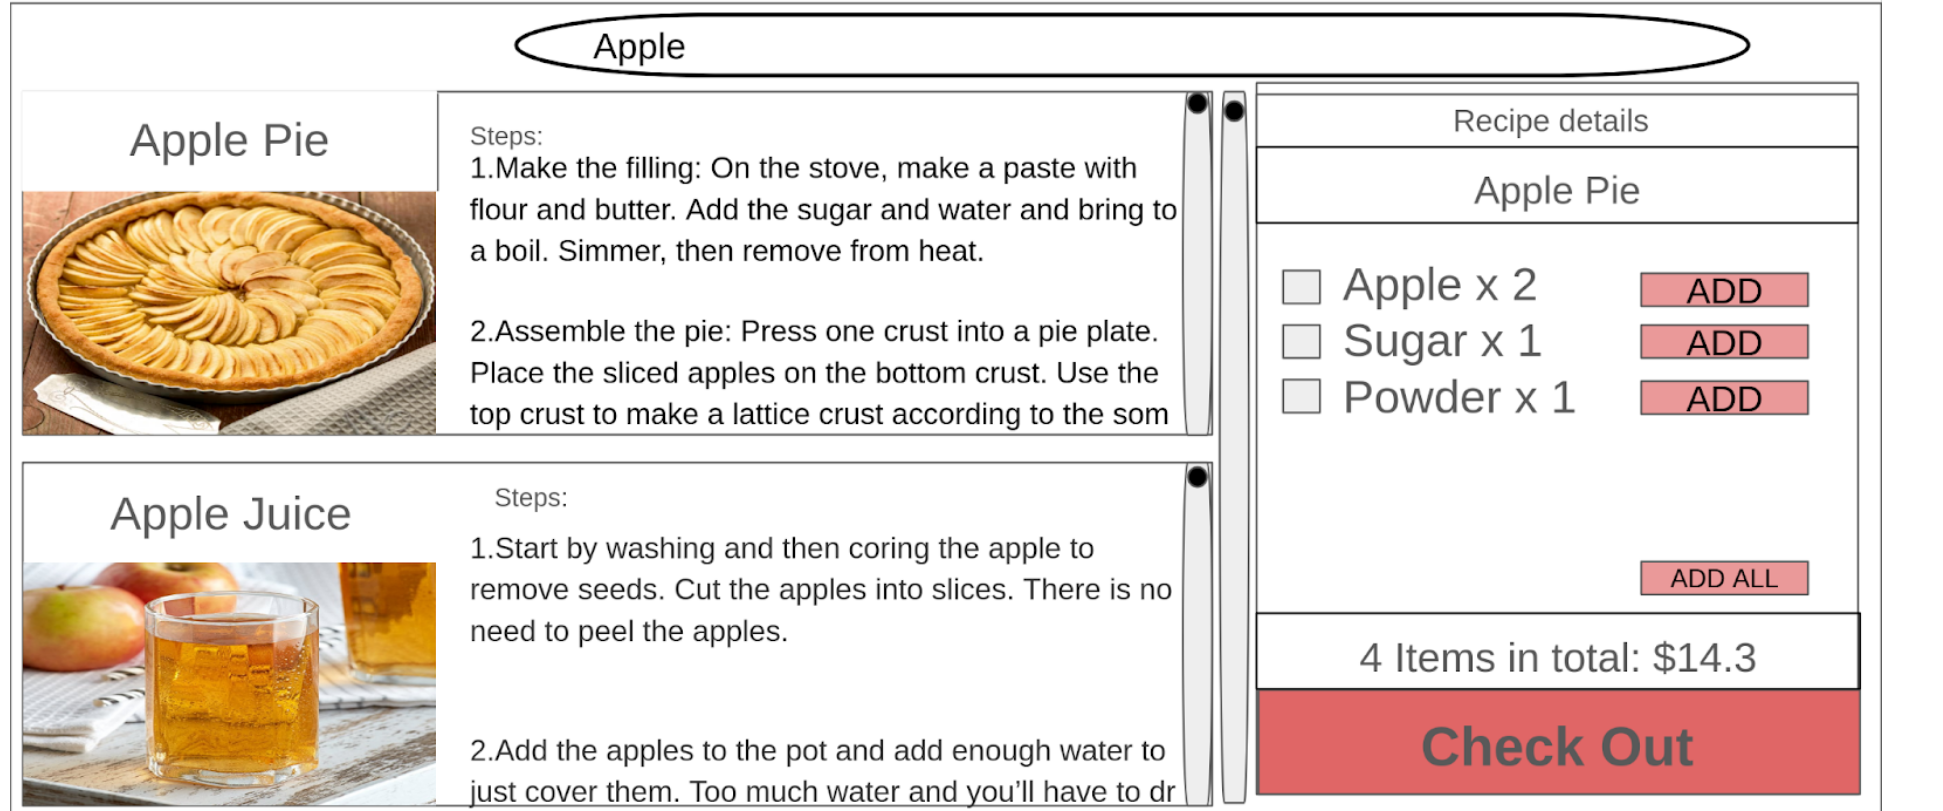 Apple
Apple Pie
Steps:
1.Make the filling: On the stove, make a paste with
flour and butter. Add the sugar and water and bring to
a boil. Simmer, then remove from heat.
2.Assemble the pie: Press one crust into a pie plate.
Place the sliced apples on the bottom crust. Use the
top crust to make a lattice crust according to the som
Apple Juice
Steps:
1.Start by washing and then coring the apple to
remove seeds. Cut the apples into slices. There is no
need to peel the apples.
2.Add the apples to the pot and add enough water to
just cover them. Too much water and you’ll have to dr
Recipe details
Apple Pie
Apple x 2 ADD
Sugar x 1 ADD
Powder x 1 ADD
ADD ALL
4 Items in total: $14.3
Check Out